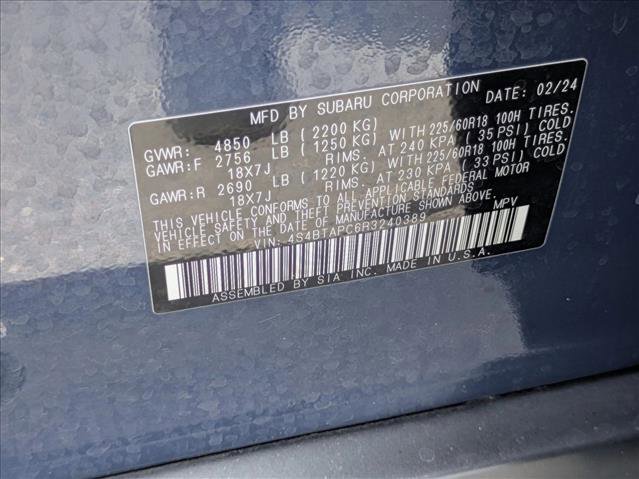 MFD BY SUBARU CORPORATION DATE: 02/24
GVWR: 4850 LB (2200 KG)
GAWR:F 2756 LB (1250 KG) WITH 225/60R18 100H TIRES.
18X7J RIMS. AT 240 KPA (35 PSI) COLD
GAWR:R 2690 LB (1220 KG) WITH 225/60R18 100H TIRES.
18X7J RIMS. AT 230 KPA (33 PSI) COLD
THIS VEHICLE CONFORMS TO ALL APPLICABLE FEDERAL MOTOR
VEHICLE SAFETY AND THEFT PREVENTION STANDARDS
IN EFFECT ON THE DATE OF MANUFACTURE SHOWN ABOVE.
VIN: 4S4BTAPC6R3240389 MPV
ASSEMBLED BY SIA INC. MADE IN U.S.A.